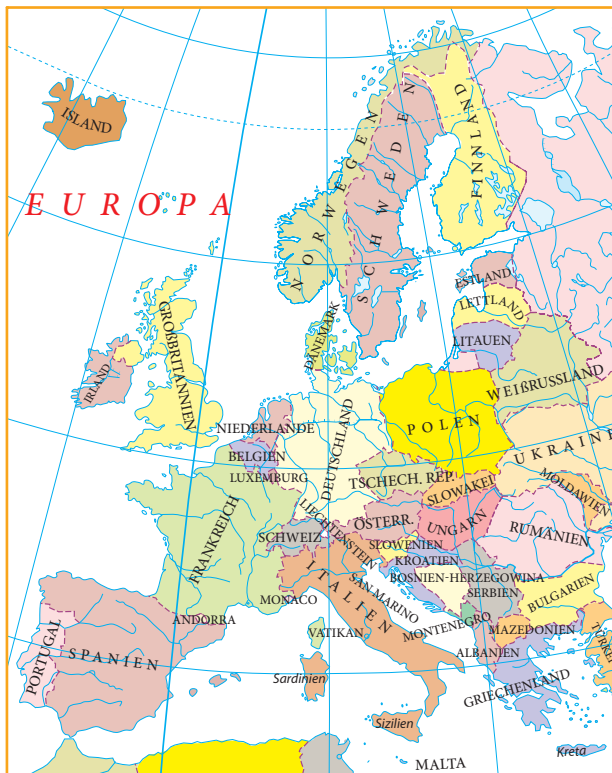 ISLAND
EUROPA
NORWEGEN
SCHWEDEN
FINNLAND
ESTLAND
LETTLAND
LITAUEN
DÄNEMARK
GROßBRITANNIEN
IRLAND
WEIßRUSSLAND
POLEN
NIEDERLANDE
BELGIEN
LUXEMBURG
DEUTSCHLAND
UKRAINE
TSCHECH. REP.
SLOWAKEI
MOLDAWIEN
FRANKREICH
LIECHTENSTEIN
ÖSTERR.
UNGARN
RUMÄNIEN
SCHWEIZ
SLOWENIEN
KROATIEN
BOSNIEN-HERZEGOWINA
SERBIEN
ITALIEN
SAN MARINO
BULGARIEN
MONACO
ANDORRA
VATIKAN
MONTENEGRO
MAZEDONIEN
ALBANIEN
TÜRKEI
PORTUGAL
SPANIEN
Sardinien
GRIECHENLAND
Sizilien
Kreta
MALTA